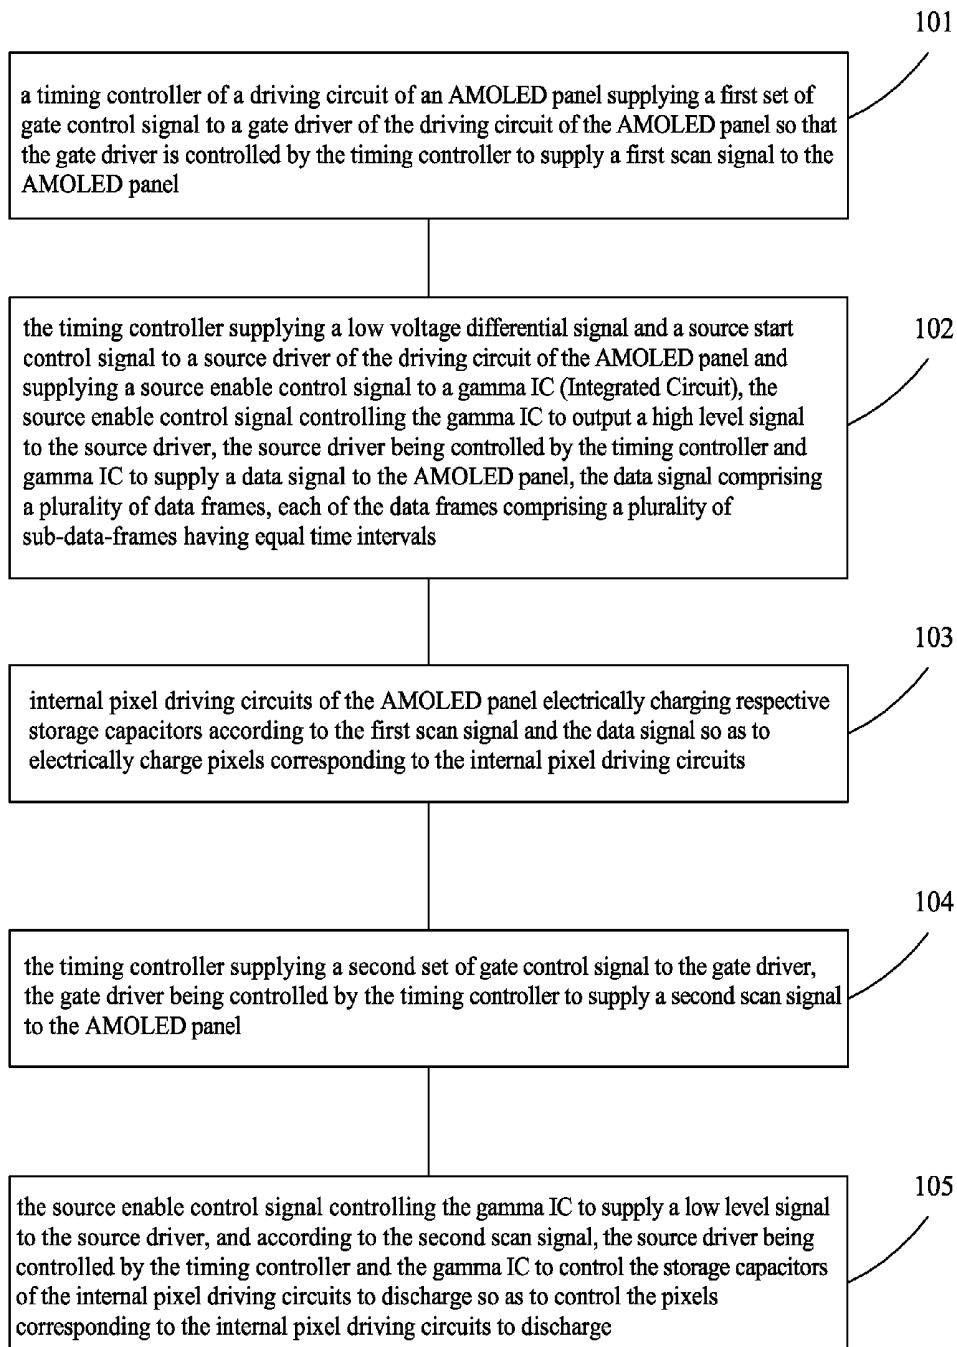 101
a timing controller of a driving circuit of an AMOLED panel supplying a first set of
gate control signal to a gate driver of the driving circuit of the AMOLED panel so that
the gate driver is controlled by the timing controller to supply a first scan signal to the
AMOLED panel
102
the timing controller supplying a low voltage differential signal and a source start
control signal to a source driver of the driving circuit of the AMOLED panel and
supplying a source enable control signal to a gamma IC (Integrated Circuit), the
source enable control signal controlling the gamma IC to output a high level signal
to the source driver, the source driver being controlled by the timing controller and
gamma IC to supply a data signal to the AMOLED panel, the data signal comprising
a plurality of data frames, each of the data frames comprising a plurality of
sub-data-frames having equal time intervals
103
internal pixel driving circuits of the AMOLED panel electrically charging respective
storage capacitors according to the first scan signal and the data signal so as to
electrically charge pixels corresponding to the internal pixel driving circuits
104
the timing controller supplying a second set of gate control signal to the gate driver,
the gate driver being controlled by the timing controller to supply a second scan signal
to the AMOLED panel
105
the source enable control signal controlling the gamma IC to supply a low level signal
to the source driver, and according to the second scan signal, the source driver being
controlled by the timing controller and the gamma IC to control the storage capacitors
of the internal pixel driving circuits to discharge so as to control the pixels
corresponding to the internal pixel driving circuits to discharge